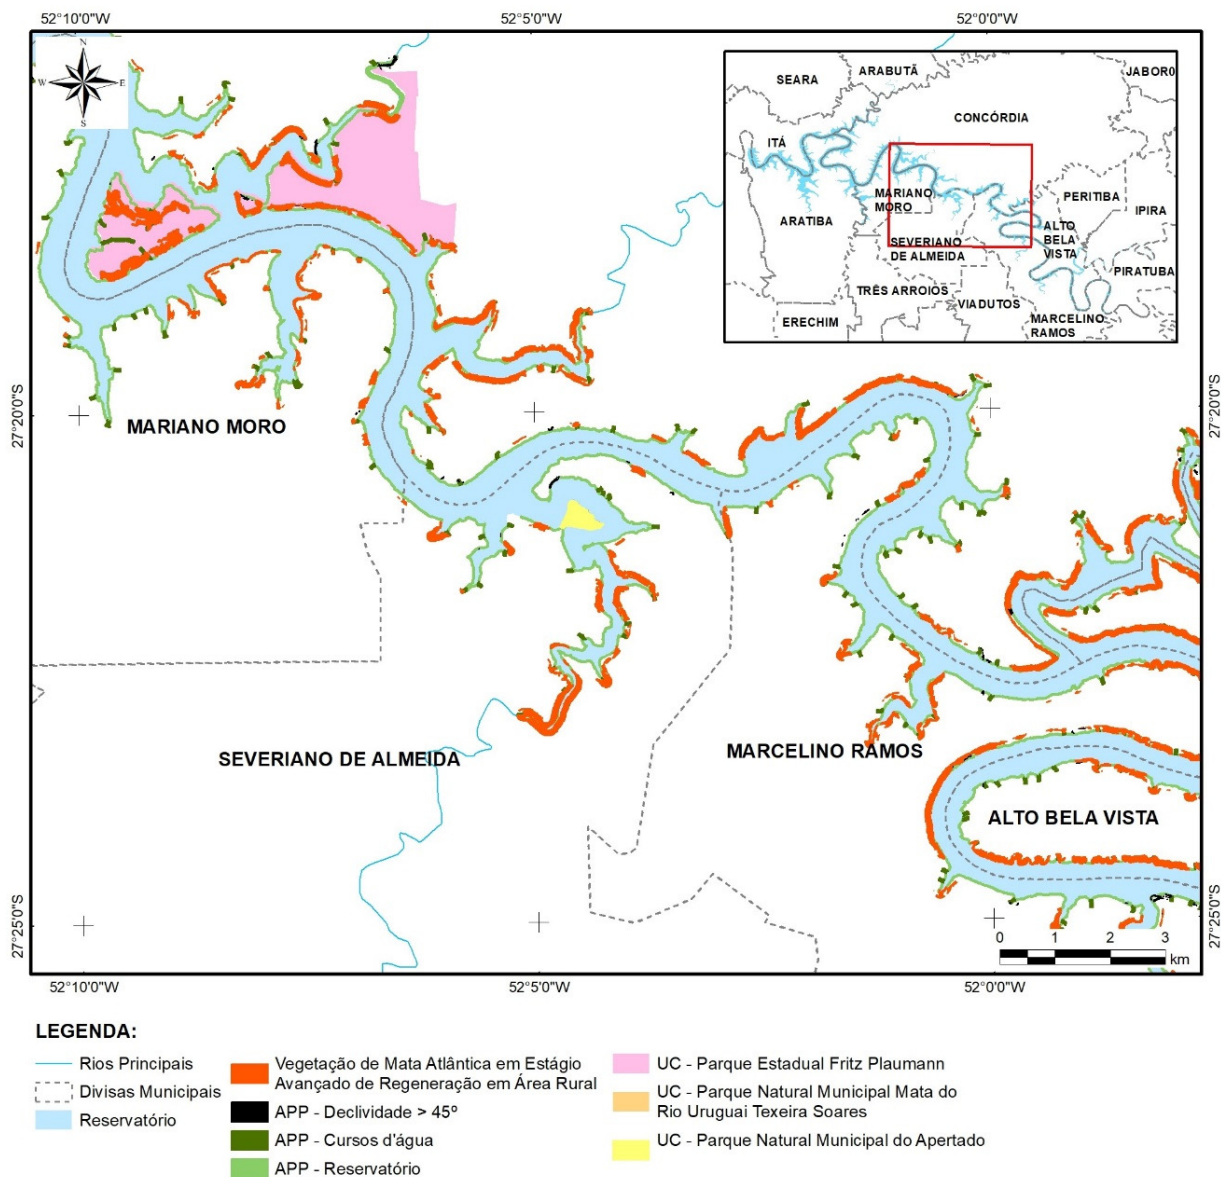 52°10'0"W 52°5'0"W 52°0'0"W
N
W E
S
SEARA
ARABUTÃ
JABOR0
CONCÓRDIA
ITÁ
MARIANO
MORO
PERITIBA
IPIRA
ARATIBA
ALTO
BELA
VISTA
SEVERIANO
DE ALMEIDA
PIRATUBA
TRÊS ARROIOS
VIADUTOS
MARCELINO
RAMOS
ERECHIM
27°20'0"S
27°20'0"S
MARIANO MORO
SEVERIANO DE ALMEIDA
MARCELINO RAMOS
ALTO BELA VISTA
27°25'0"S
27°25'0"S
0 1 2 3
km
52°10'0"W 52°5'0"W 52°0'0"W
LEGENDA:
Rios Principais
Divisas Municipais
Reservatório
Vegetação de Mata Atlântica em Estágio
Avançado de Regeneração em Área Rural
APP - Declividade > 45º
APP - Cursos d'água
APP - Reservatório
UC - Parque Estadual Fritz Plaumann
UC - Parque Natural Municipal Mata do
Rio Uruguai Texeira Soares
UC - Parque Natural Municipal do Apertado